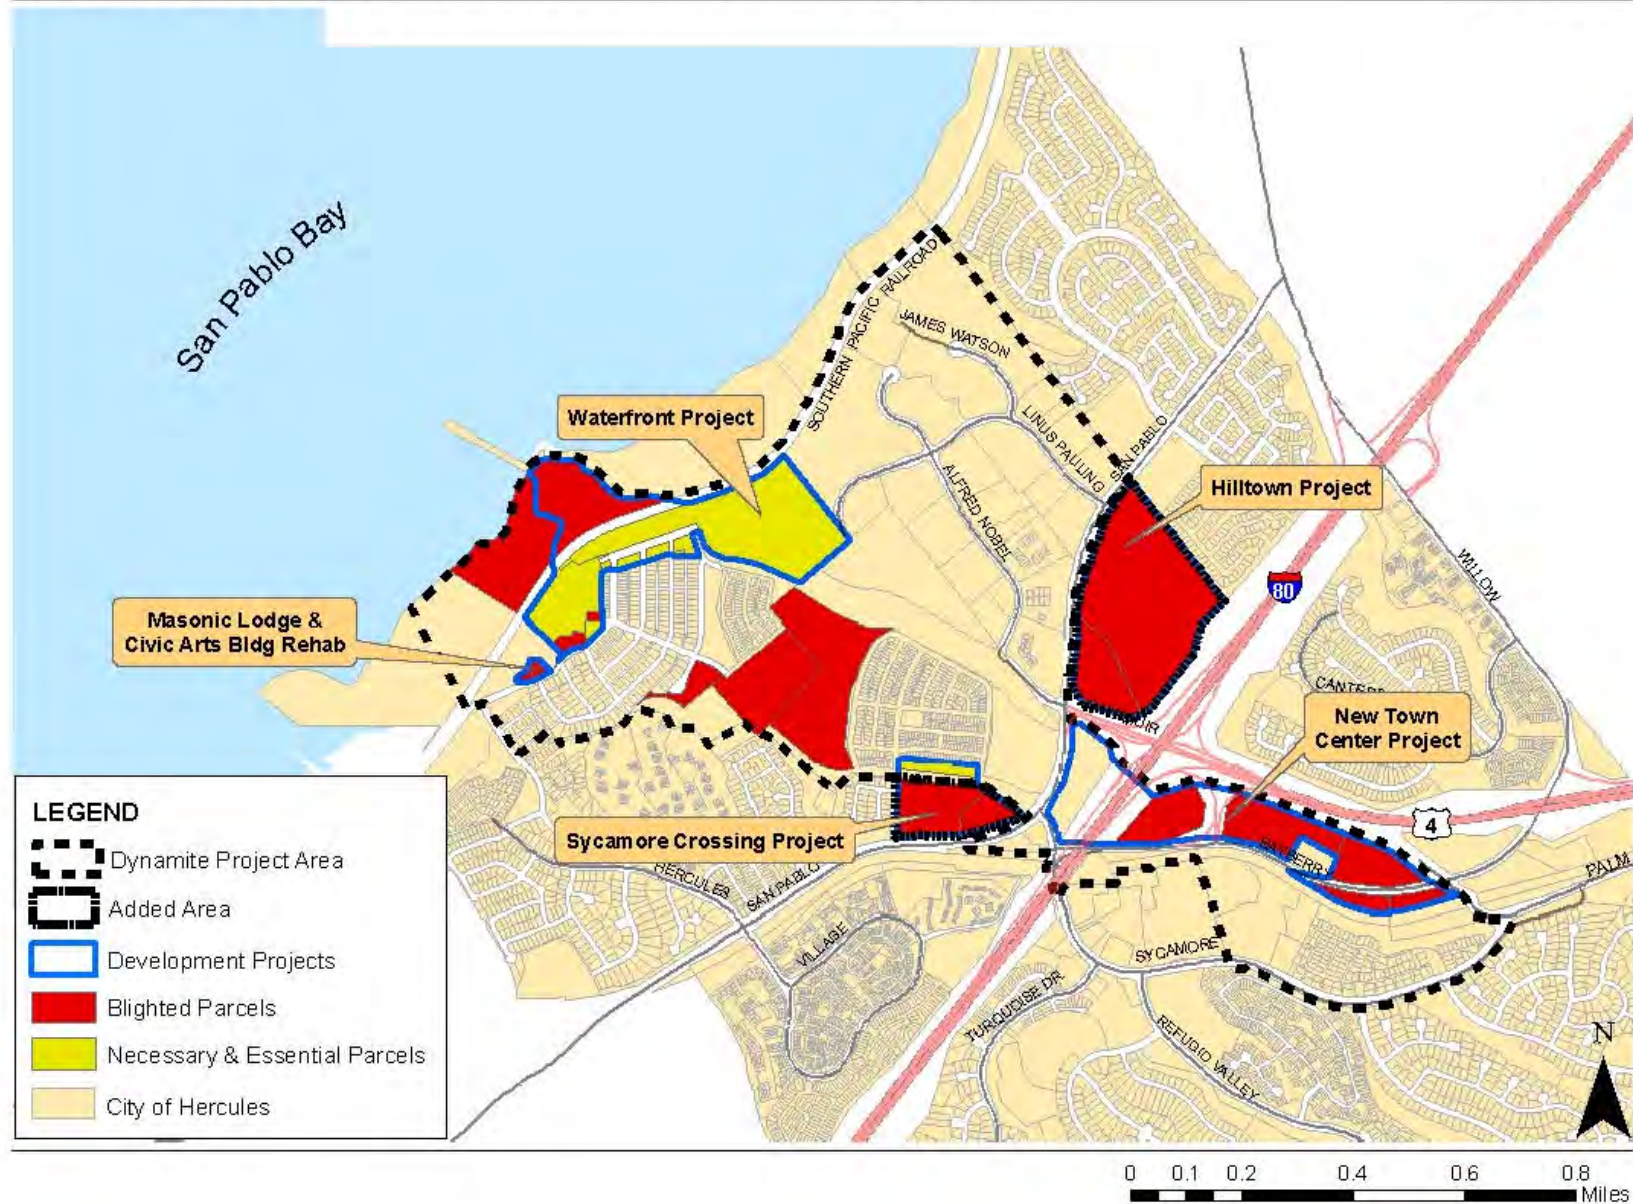 San Pablo Bay
SOUTHERN PACIFIC RAILROAD
JAMES WATSON
LINUS PAULING
SAN PABLO
ALFRED NOBEL
Waterfront Project
Hilltown Project
80
WILLOW
Masonic Lodge &
Civic Arts Bldg Rehab
New Town
Center Project
4
Sycamore Crossing Project
PALM
HERCULES
SAN PABLO
VILLAGE
SYCAMORE
TURQUOISE DR
REFUGIO VALLEY
LEGEND
Dynamite Project Area
Added Area
Development Projects
Blighted Parcels
Necessary & Essential Parcels
City of Hercules
N
0 0.1 0.2 0.4 0.6 0.8
Miles